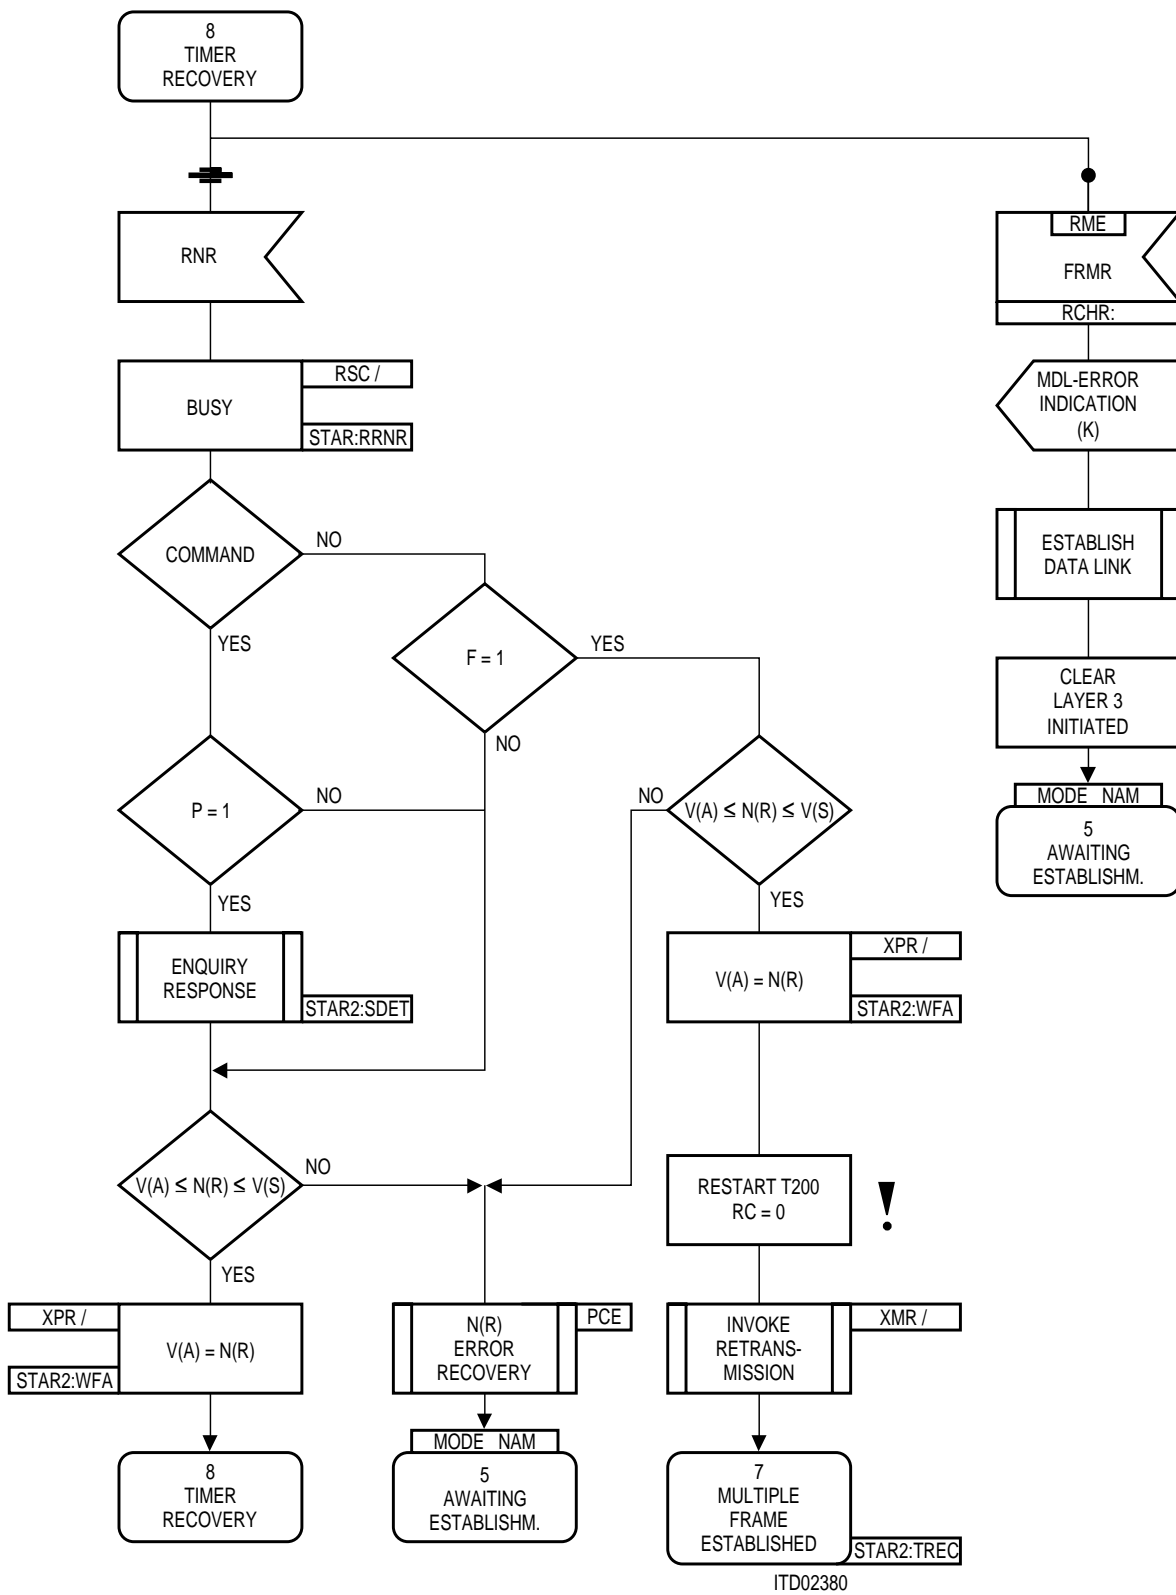 8
TIMER
RECOVERY
RNR
RME
FRMR
RCHR:
BUSY
RSC /
STAR:RRNR
MDL-ERROR
INDICATION
(K)
COMMAND
NO
YES
ESTABLISH
DATA LINK
F = 1
YES
NO
CLEAR
LAYER 3
INITIATED
P = 1
NO
YES
V(A) ≤ N(R) ≤ V(S)
NO
YES
MODE NAM
5
AWAITING
ESTABLISHM.
ENQUIRY
RESPONSE
STAR2:SDET
V(A) = N(R)
XPR /
STAR2:WFA
V(A) ≤ N(R) ≤ V(S)
NO
YES
RESTART T200
RC = 0
!
XPR /
V(A) = N(R)
STAR2:WFA
N(R)
ERROR
RECOVERY
PCE
INVOKE
RETRANS-
MISSION
XMR /
8
TIMER
RECOVERY
MODE NAM
5
AWAITING
ESTABLISHM.
7
MULTIPLE
FRAME
ESTABLISHED
STAR2:TREC
ITD02380